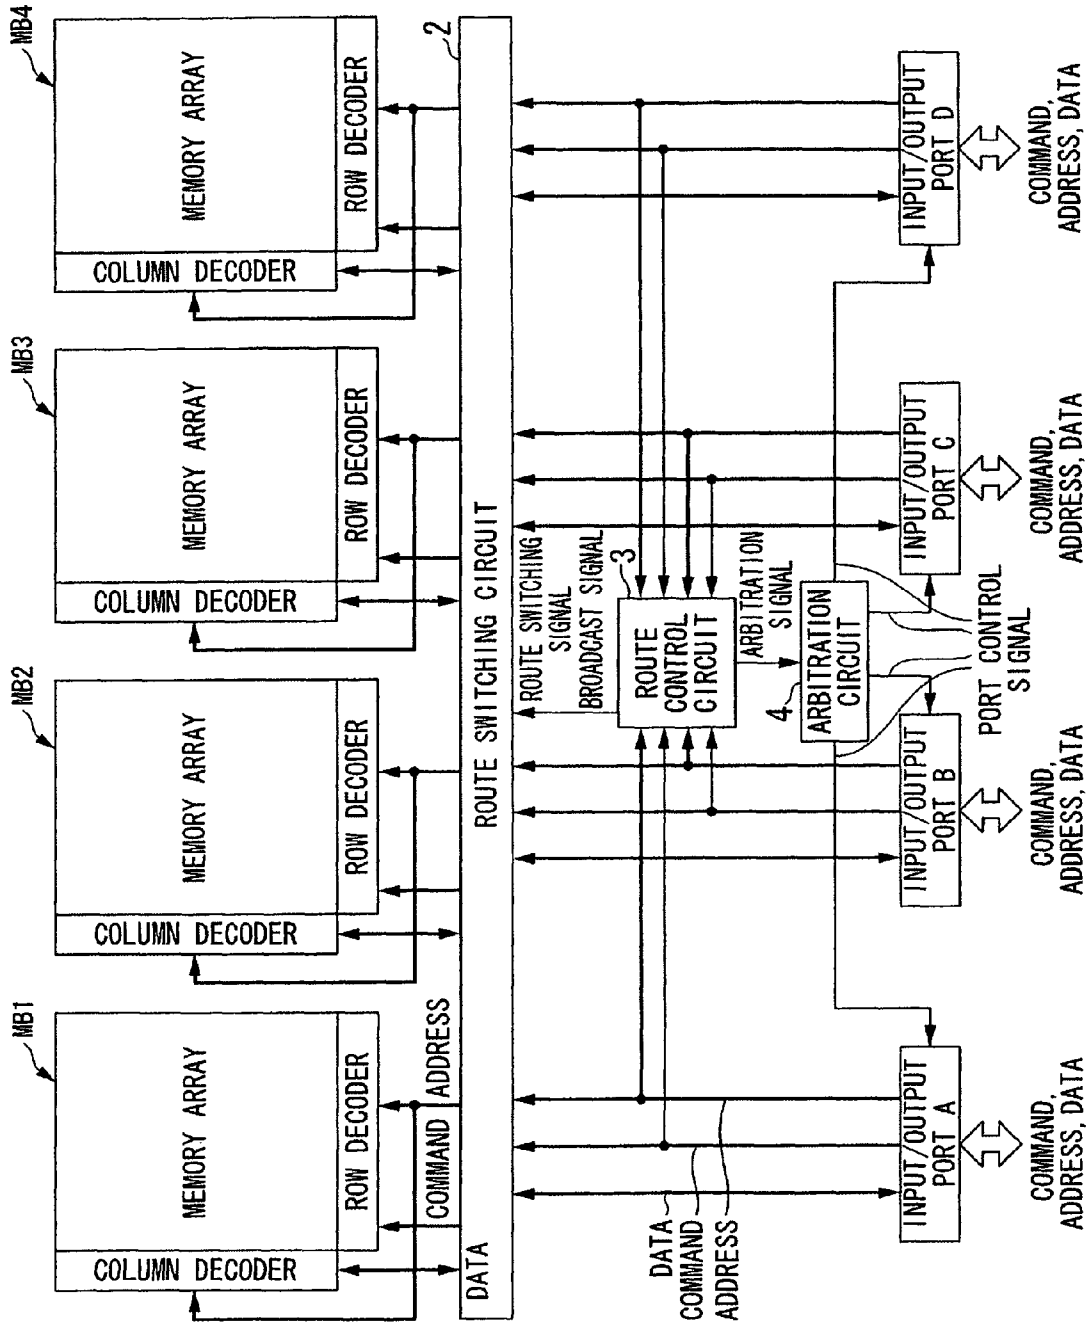 MB1
MEMORY ARRAY
COLUMN DECODER
ROW DECODER
MB2
MEMORY ARRAY
COLUMN DECODER
ROW DECODER
MB3
MEMORY ARRAY
COLUMN DECODER
ROW DECODER
MB4
MEMORY ARRAY
COLUMN DECODER
ROW DECODER
COMMAND
ADDRESS
DATA
ROUTE SWITCHING CIRCUIT
2
ROUTE SWITCHING
SIGNAL
BROADCAST SIGNAL
3
ROUTE
CONTROL
CIRCUIT
ARBITRATION
SIGNAL
4
ARBITRATION
CIRCUIT
DATA
COMMAND
ADDRESS
PORT CONTROL
SIGNAL
INPUT/OUTPUT
PORT A
INPUT/OUTPUT
PORT B
INPUT/OUTPUT
PORT C
INPUT/OUTPUT
PORT D
COMMAND,
ADDRESS, DATA
COMMAND,
ADDRESS, DATA
COMMAND,
ADDRESS, DATA
COMMAND,
ADDRESS, DATA